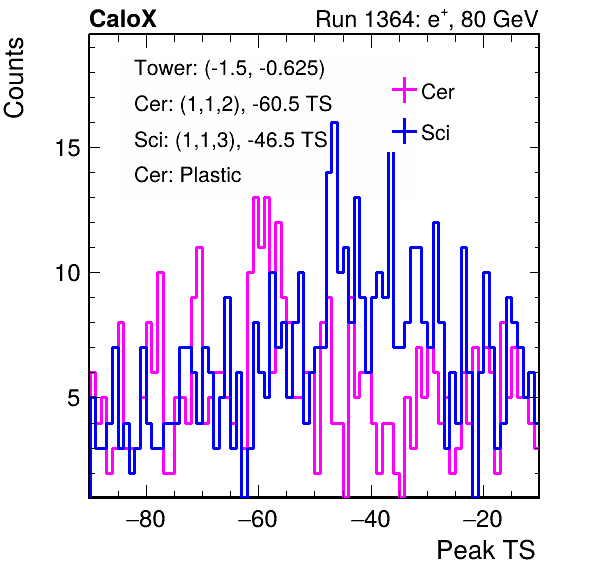 CaloX Run 1364: e⁺, 80 GeV
Counts
Tower: (-1.5, -0.625)
Cer: (1,1,2), -60.5 TS
Sci: (1,1,3), -46.5 TS
Cer: Plastic
Cer
Sci
15
10
5
−80 −60 −40 −20
Peak TS